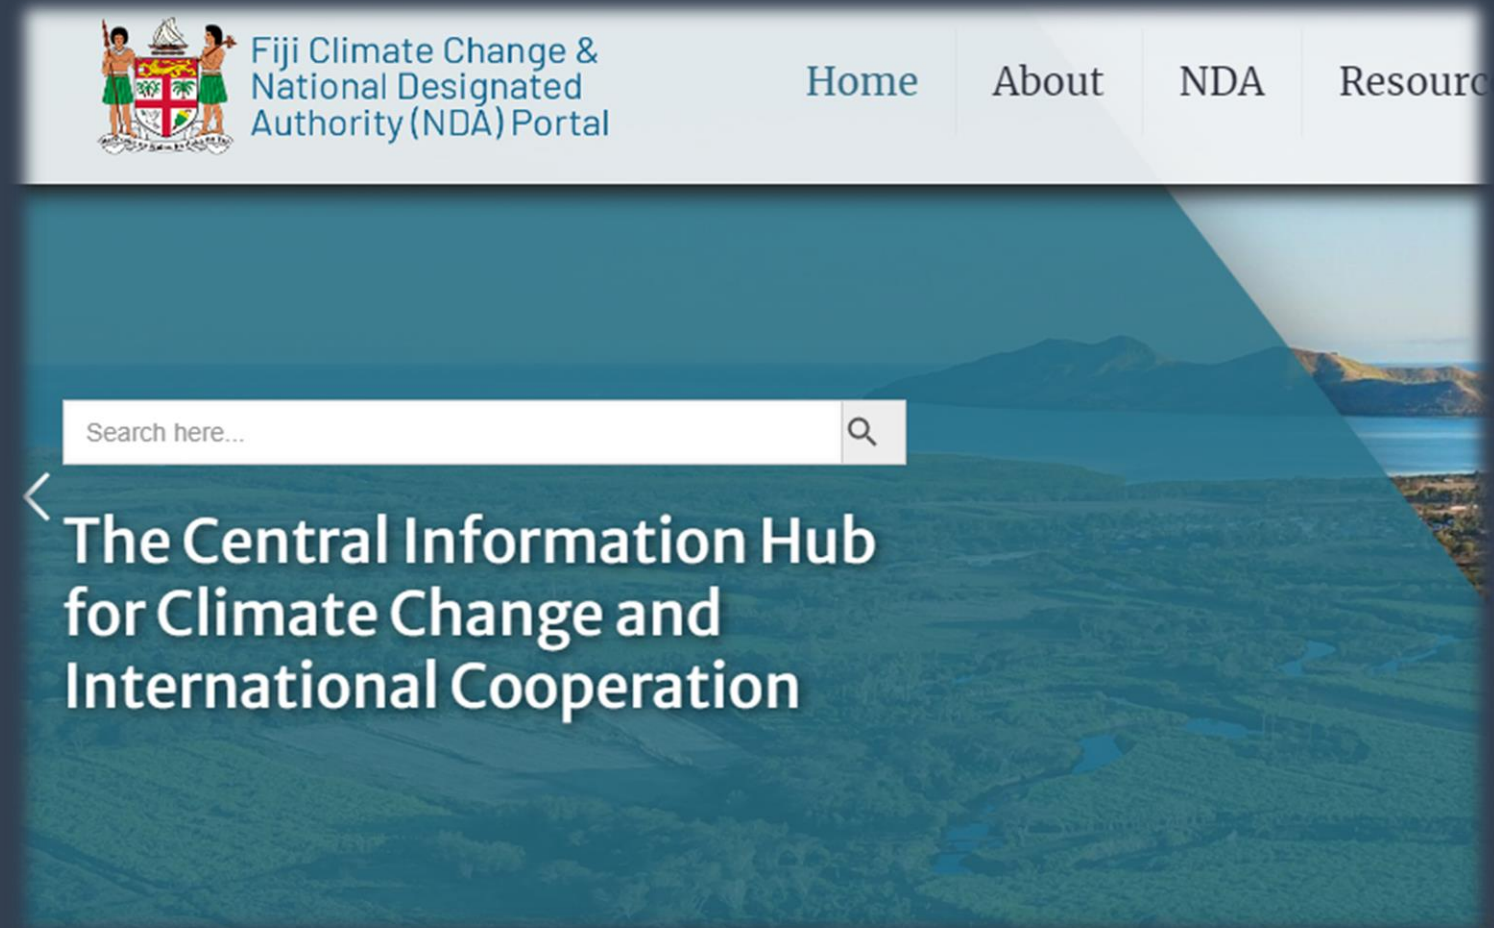 Fiji Climate Change &
National Designated
Authority (NDA) Portal
Home About NDA Resourc
Search here...
The Central Information Hub
for Climate Change and
International Cooperation